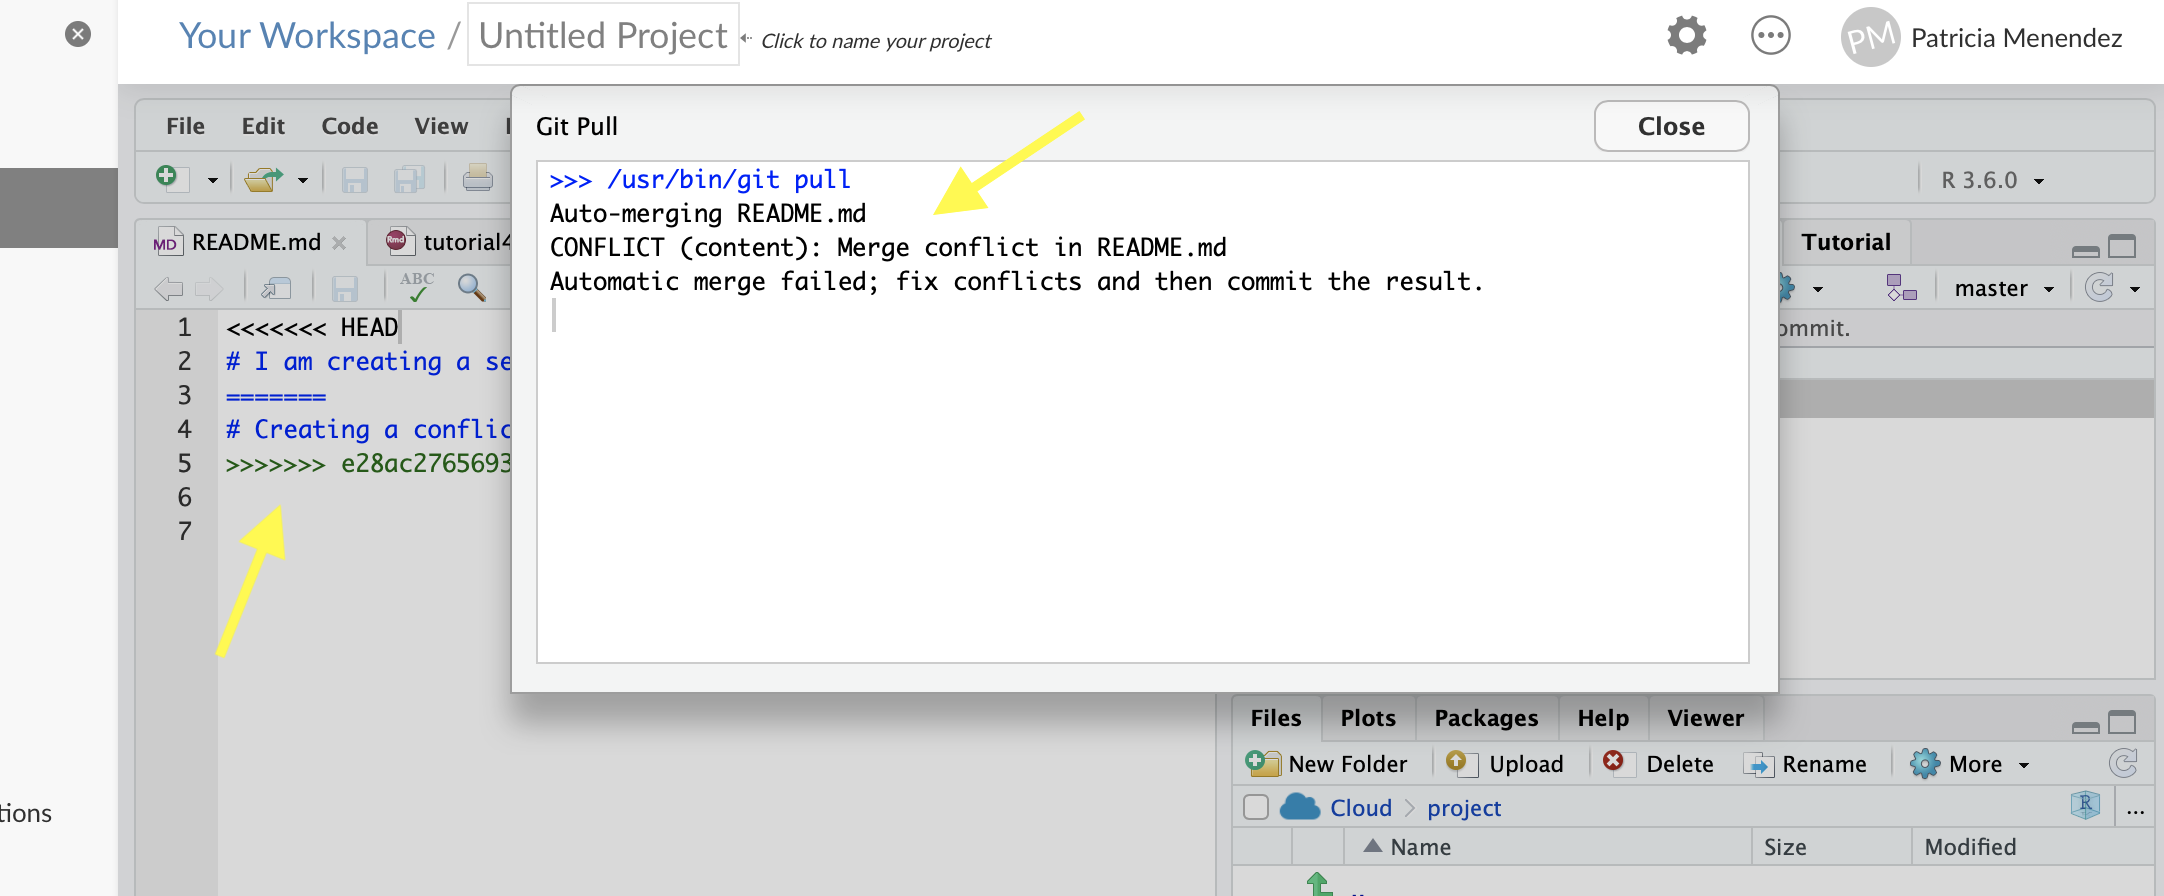 Your Workspace / Untitled Project Click to name your project
PM Patricia Menendez
File Edit Code View
Git Pull
Close
>>> /usr/bin/git pull
Auto-merging README.md
CONFLICT (content): Merge conflict in README.md
Automatic merge failed; fix conflicts and then commit the result.
R 3.6.0
MD README.md Rmd tutorial4
ABC
1 <<<<<<< HEAD
2 # I am creating a se
3 =======
4 # Creating a conflic
5 >>>>>>> e28ac2765693
6
7
Tutorial
master
ommit.
Files Plots Packages Help Viewer
New Folder Upload Delete Rename More
Cloud > project R ...
Name Size Modified
tions